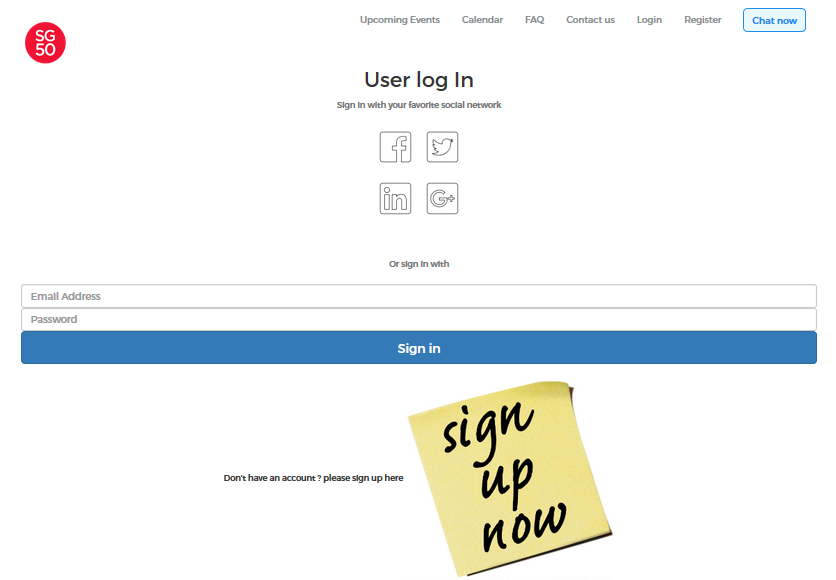 SG
50
Upcoming Events Calendar FAQ Contact us Login Register Chat now
User log In
Sign in with your favorite social network
f
in G+
Or sign in with
Email Address
Password
Sign in
Don't have an account ? please sign up here
sign
up
now